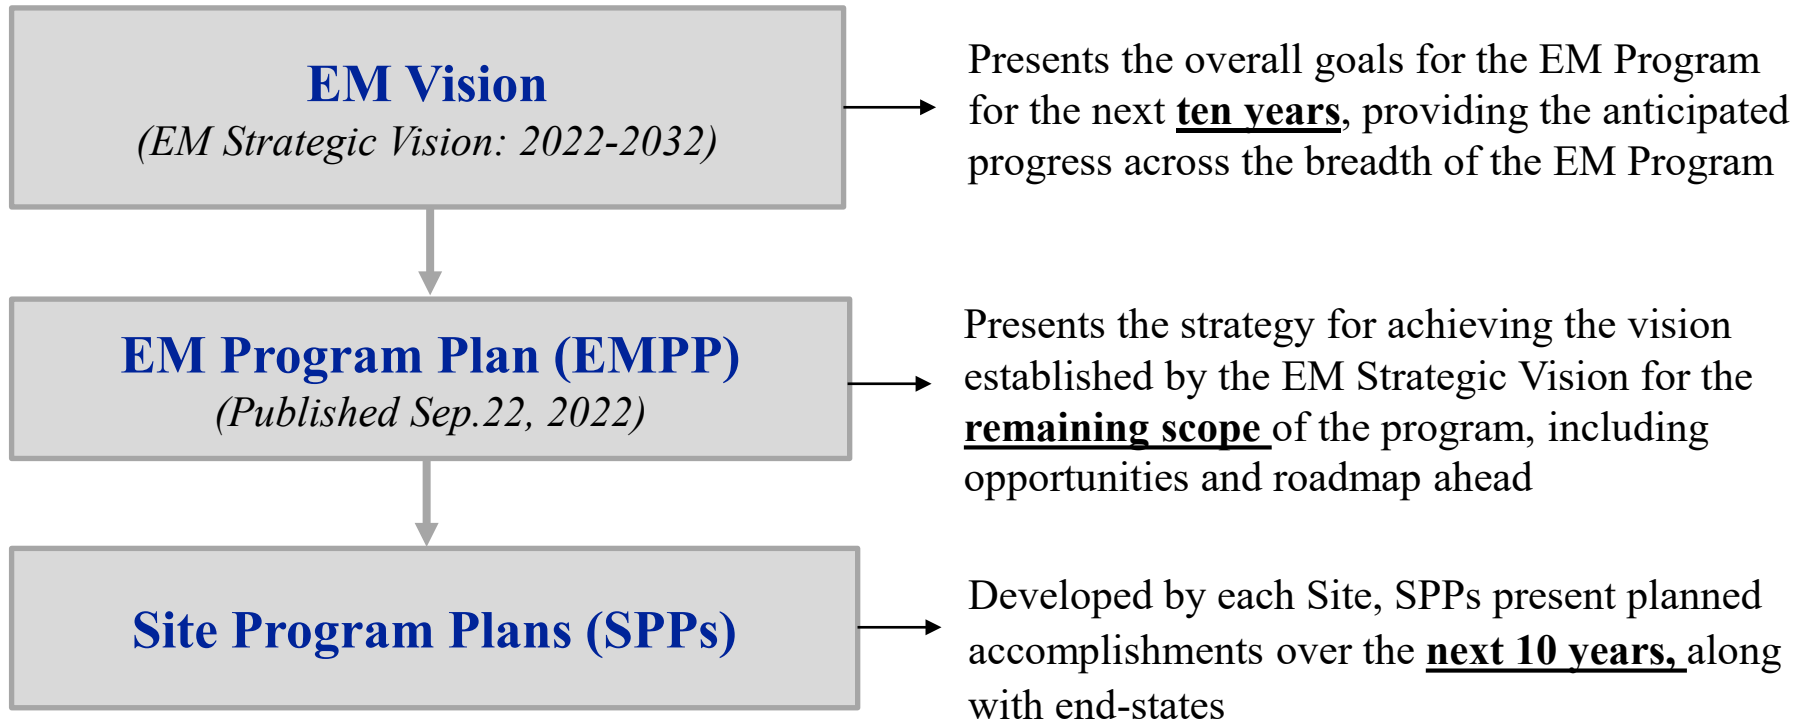 EM Vision
(EM Strategic Vision: 2022-2032)
Presents the overall goals for the EM Program
for the next ten years, providing the anticipated
progress across the breadth of the EM Program
EM Program Plan (EMPP)
(Published Sep.22, 2022)
Presents the strategy for achieving the vision
established by the EM Strategic Vision for the
remaining scope of the program, including
opportunities and roadmap ahead
Site Program Plans (SPPs)
Developed by each Site, SPPs present planned
accomplishments over the next 10 years, along
with end-states